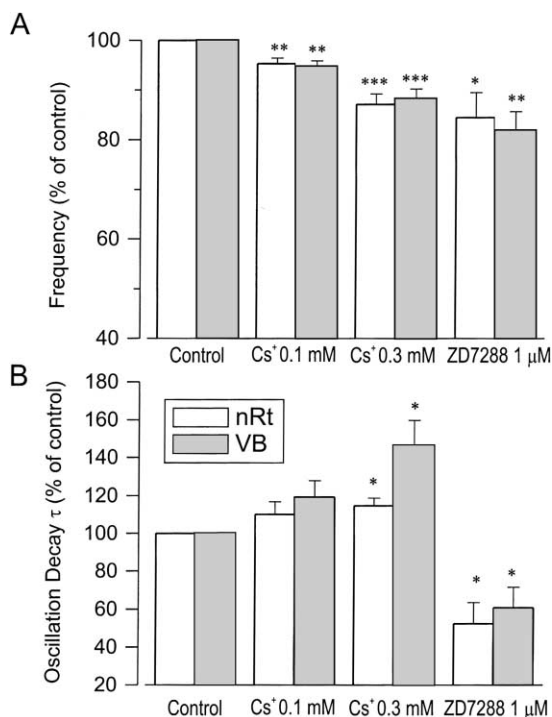 A
Frequency (% of control)
100
80
60
40
** ** *** *** * **
Control Cs⁺ 0.1 mM Cs⁺ 0.3 mM ZD7288 1 μM
B
Oscillation Decay τ (% of control)
180
160
140
120
100
80
60
40
20
nRt
VB
* * * *
Control Cs⁺ 0.1 mM Cs⁺ 0.3 mM ZD7288 1 μM